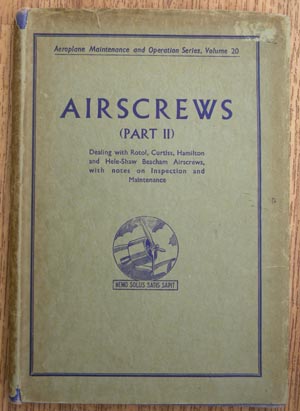 Aeroplane Maintenance and Operation Series, Volume 20
AIRSCREWS
(PART II)
Dealing with Rotol, Curtiss, Hamilton
and Hele-Shaw Beacham Airscrews,
with notes on Inspection and
Maintenance
NEMO SOLUS SATIS SAPIT